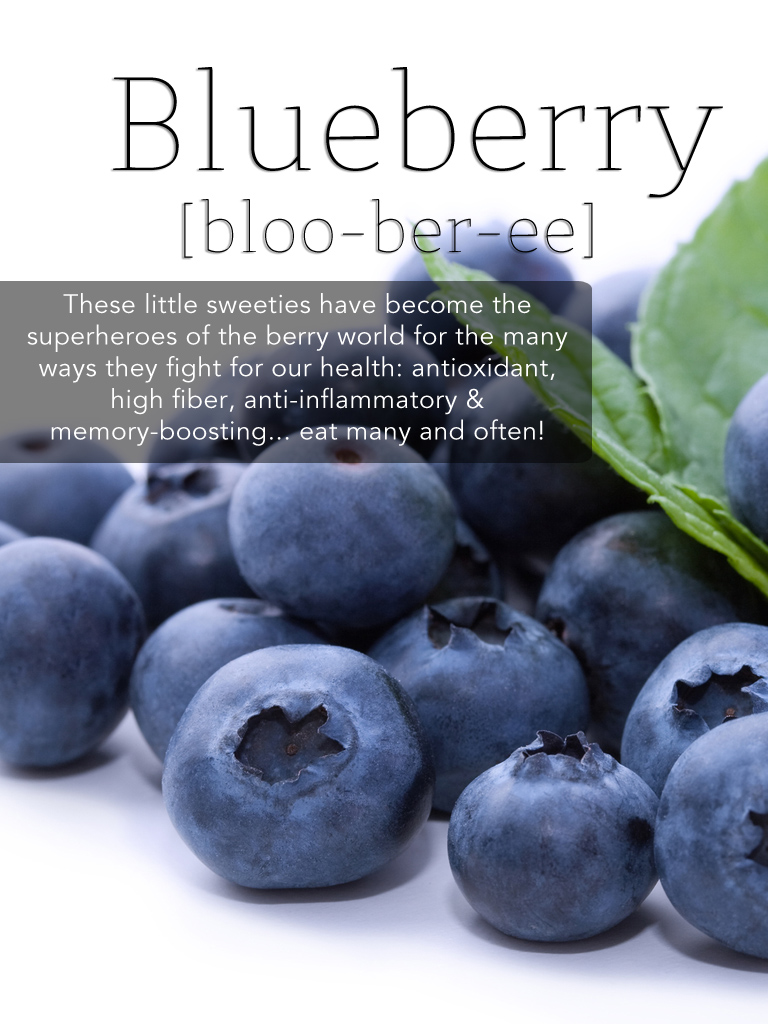 Blueberry
[bloo-ber-ee]
These little sweeties have become the
superheroes of the berry world for the many
ways they fight for our health: antioxidant,
high fiber, anti-inflammatory &
memory-boosting... eat many and often!